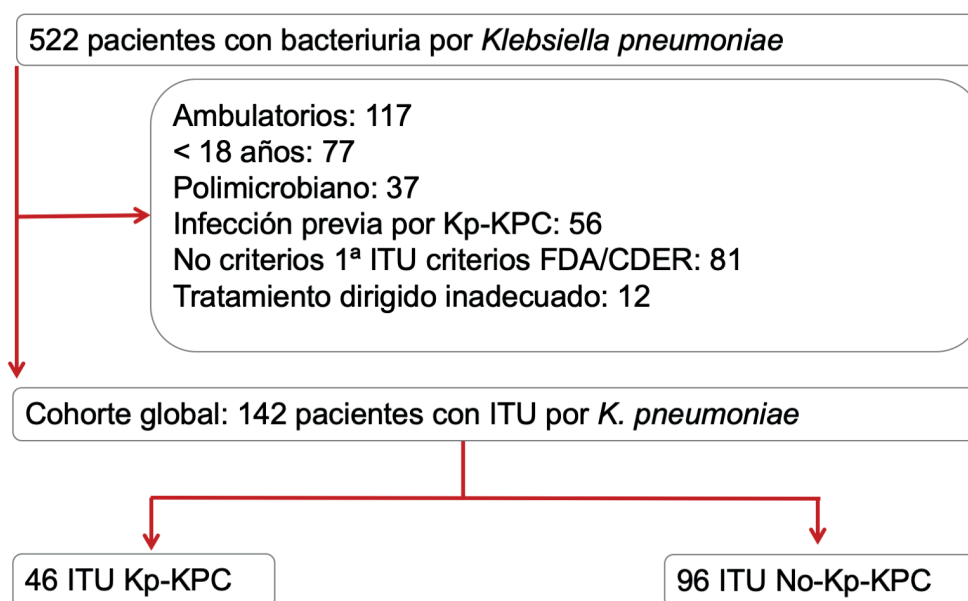 522 pacientes con bacteriuria por Klebsiella pneumoniae
Ambulatorios: 117
< 18 años: 77
Polimicrobiano: 37
Infección previa por Kp-KPC: 56
No criterios 1ª ITU criterios FDA/CDER: 81
Tratamiento dirigido inadecuado: 12
Cohorte global: 142 pacientes con ITU por K. pneumoniae
46 ITU Kp-KPC
96 ITU No-Kp-KPC